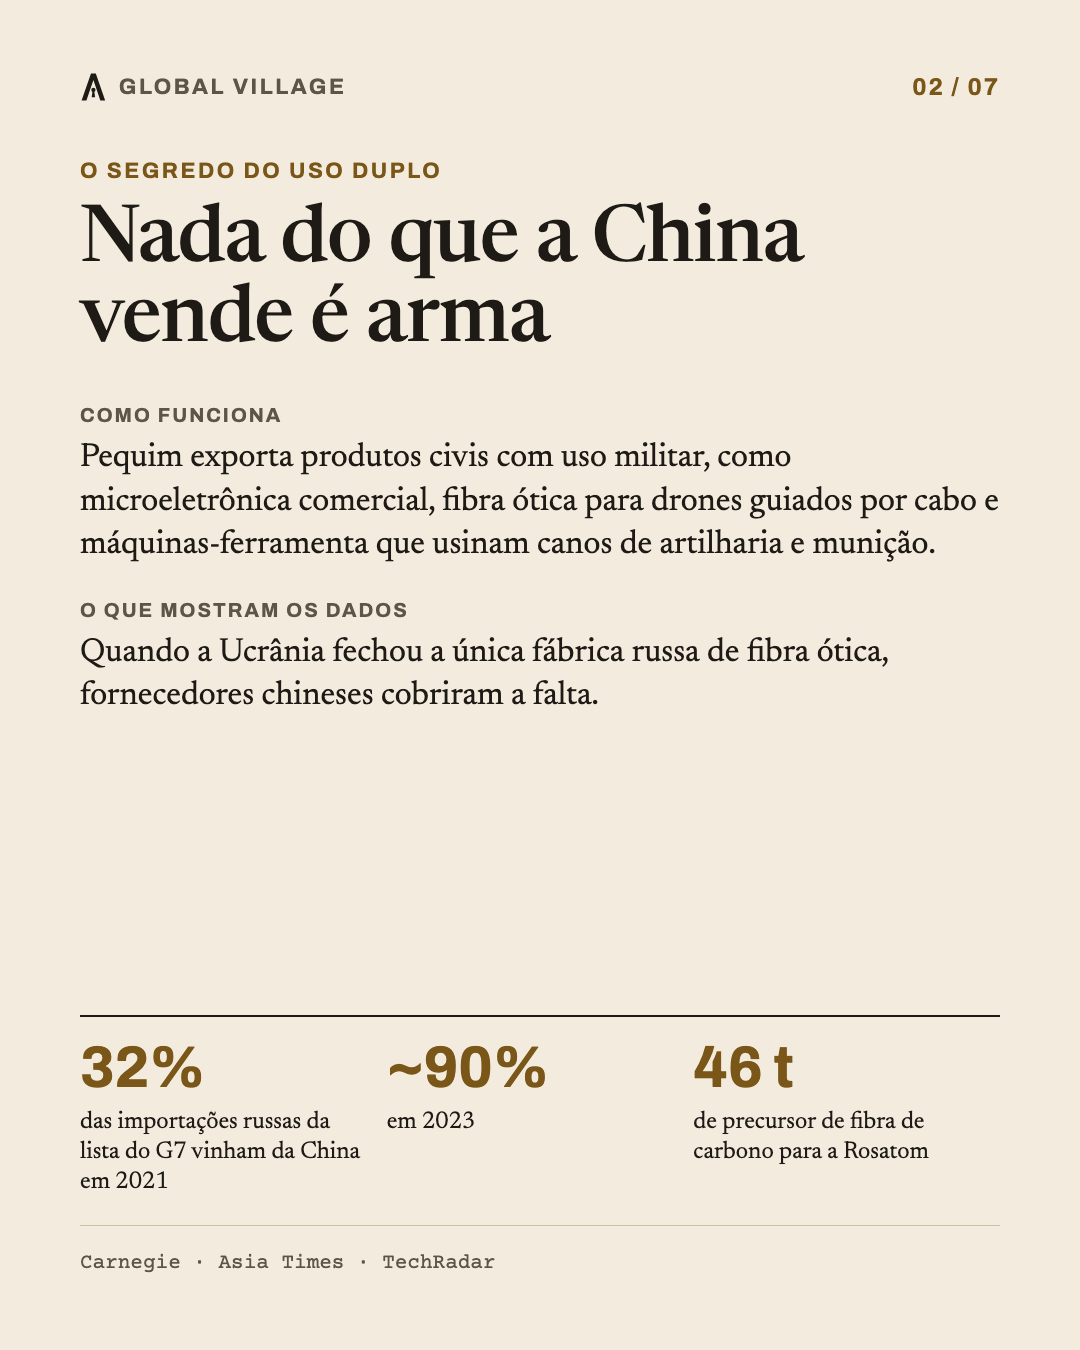 GLOBAL VILLAGE
02 / 07
O SEGREDO DO USO DUPLO
Nada do que a China
vende é arma
COMO FUNCIONA
Pequim exporta produtos civis com uso militar, como
microeletrônica comercial, fibra ótica para drones guiados por cabo e
máquinas-ferramenta que usinam canos de artilharia e munição.
O QUE MOSTRAM OS DADOS
Quando a Ucrânia fechou a única fábrica russa de fibra ótica,
fornecedores chineses cobriram a falta.
32%
das importações russas da
lista do G7 vinham da China
em 2021
~90%
em 2023
46 t
de precursor de fibra de
carbono para a Rosatom
Carnegie · Asia Times · TechRadar